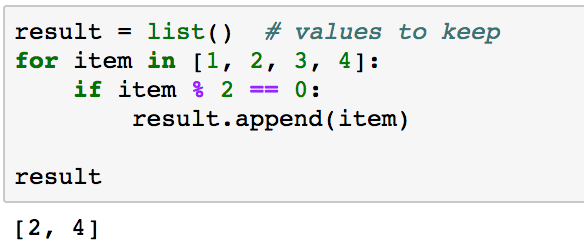 result = list()  # values to keep
for item in [1, 2, 3, 4]:
    if item % 2 == 0:
        result.append(item)
result
[2, 4]